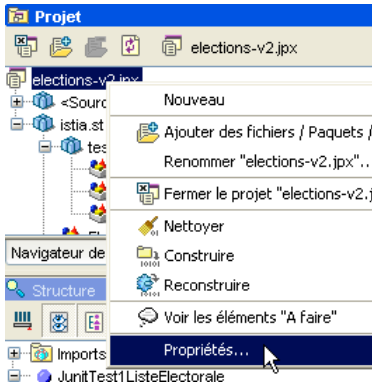 Projet
elections-v2.jpx
elections-v2.jpx
<Sourc
Nouveau
istia.st
Ajouter des fichiers / Paquets /
tes
Renommer "elections-v2.jpx"..
Fermer le projet "elections-v2.j
Nettoyer
Navigateur de
Construire
Structure
Reconstruire
Voir les éléments "A faire"
Imports
Propriétés...
JunitTest1ListeElectorale